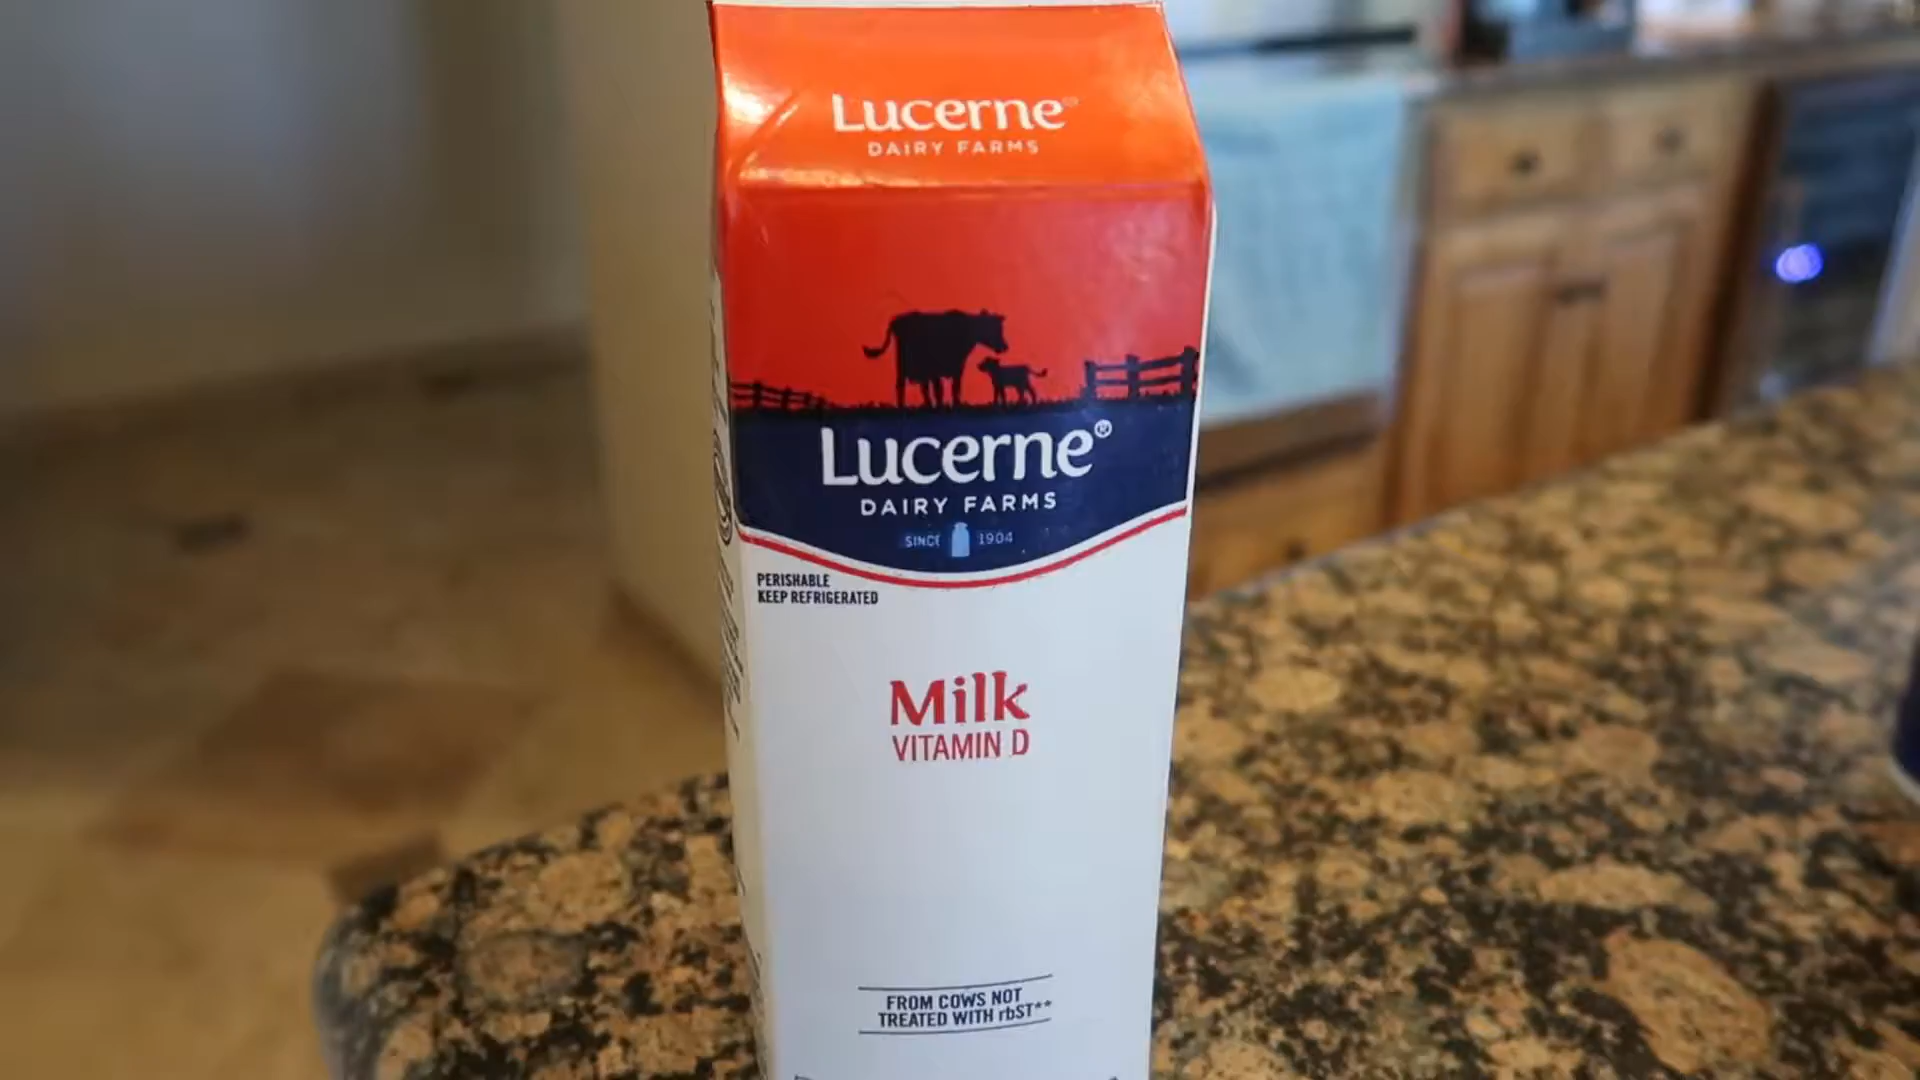 Lucerne®
DAIRY FARMS
Lucerne®
DAIRY FARMS
SINCE 1904
PERISHABLE
KEEP REFRIGERATED
Milk
VITAMIN D
FROM COWS NOT
TREATED WITH rbST**